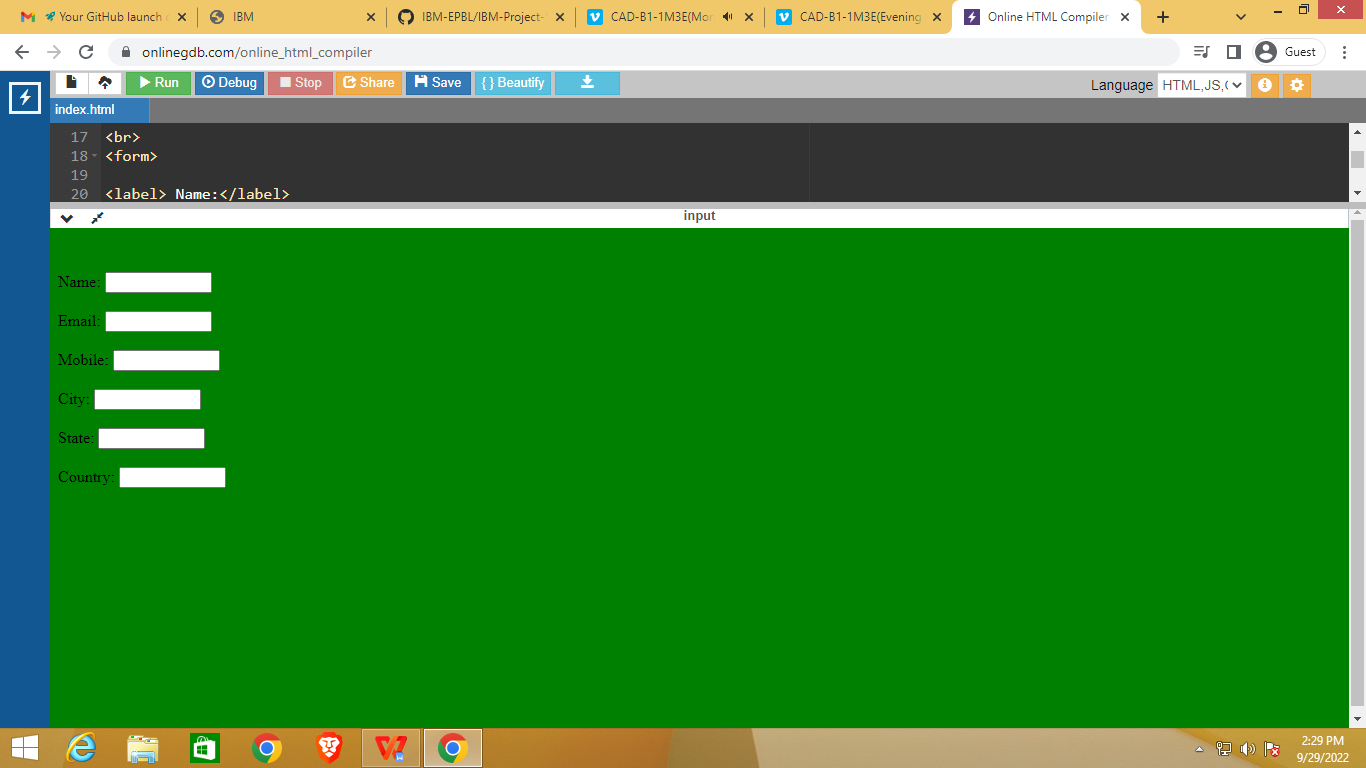 Your GitHub launch c
IBM
IBM-EPBL/IBM-Project-
CAD-B1-1M3E(Mor
CAD-B1-1M3E(Evening
Online HTML Compiler
onlinegdb.com/online_html_compiler
Guest
Run
Debug
Stop
Share
Save
{ } Beautify
Language
HTML,JS,C
index.html
17 <br>
18 <form>
19
20 <label> Name:</label>
input
Name:
Email:
Mobile:
City:
State:
Country:
2:29 PM
9/29/2022